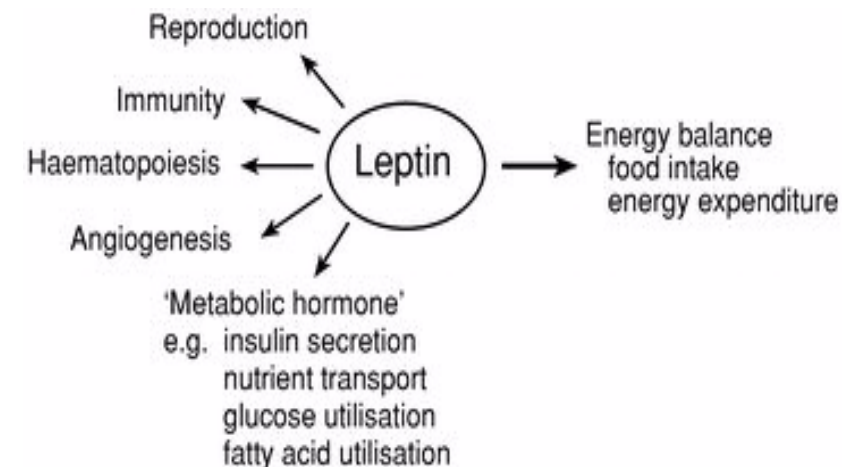 Reproduction
Immunity
Haematopoiesis
Angiogenesis
'Metabolic hormone'
e.g. insulin secretion
nutrient transport
glucose utilisation
fatty acid utilisation
Leptin
Energy balance
food intake
energy expenditure